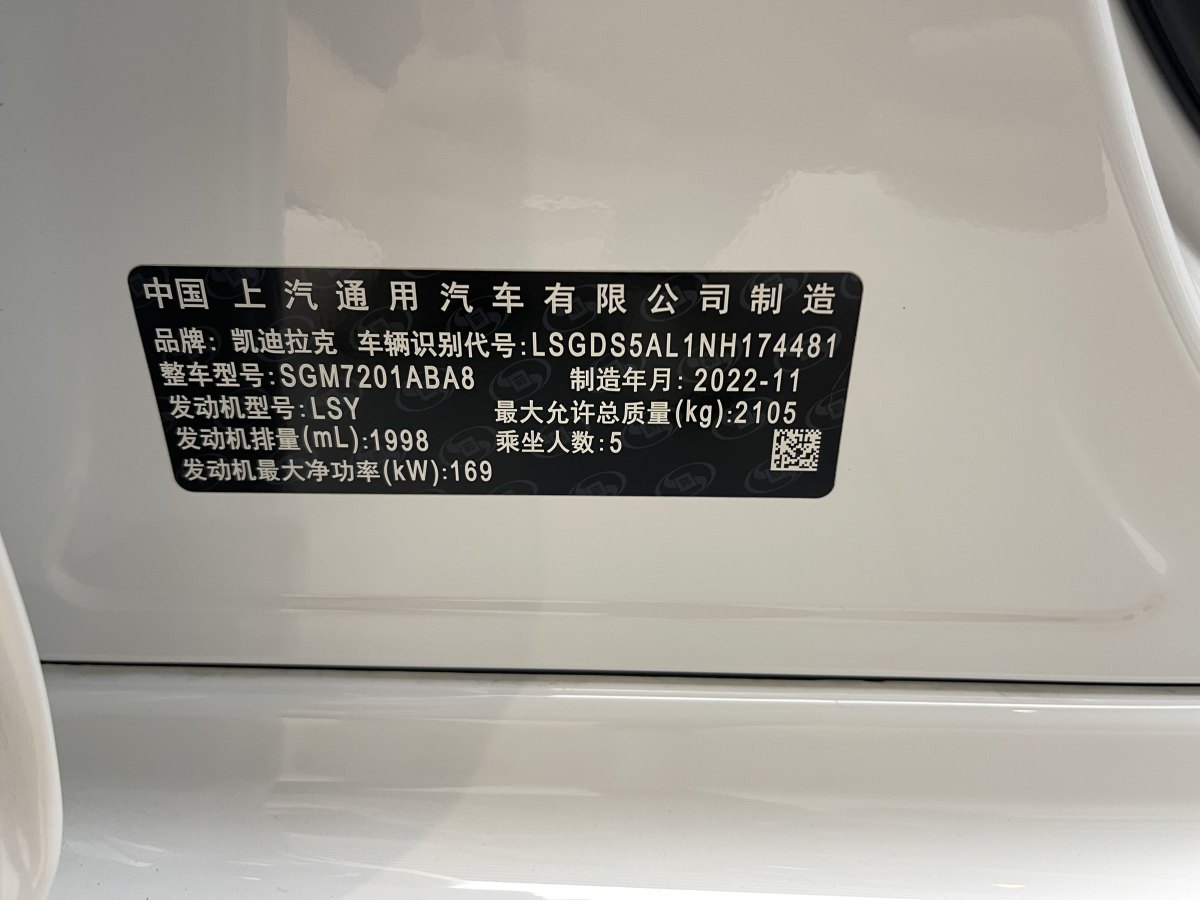 中国 上汽通用汽车有限公司制造
品牌: 凯迪拉克 车辆识别代号:LSGDS5AL1NH174481
整车型号:SGM7201ABA8 制造年月: 2022-11
发动机型号:LSY 最大允许总质量(kg):2105
发动机排量(mL):1998 乘坐人数:5
发动机最大净功率(kW):169